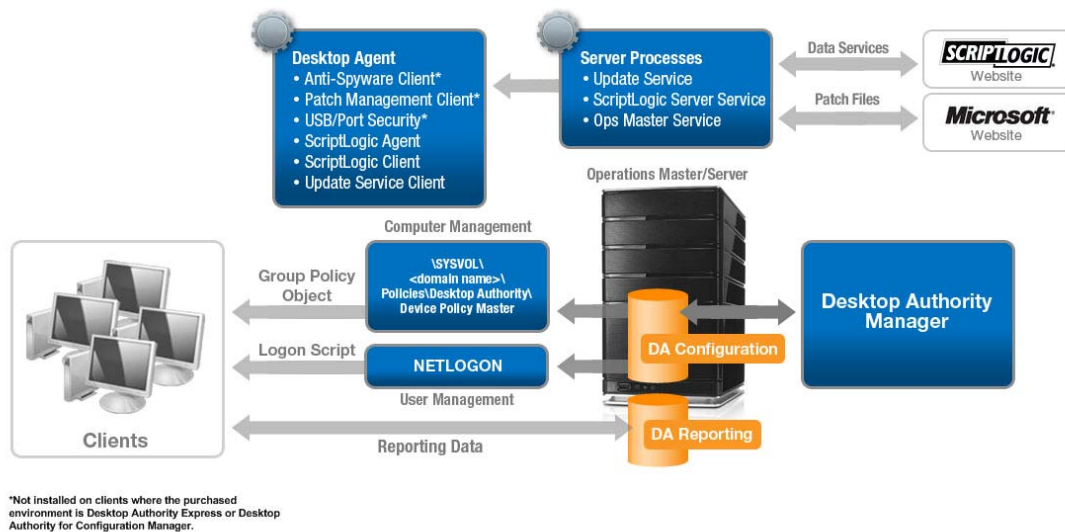 Desktop Agent
• Anti-Spyware Client*
• Patch Management Client*
• USB/Port Security*
• ScriptLogic Agent
• ScriptLogic Client
• Update Service Client
Server Processes
• Update Service
• ScriptLogic Server Service
• Ops Master Service
Data Services
SCRIPTLOGIC
Website
Patch Files
Microsoft
Website
Operations Master/Server
Computer Management
\SYSVOL\
<domain name>\
Policies\Desktop Authority\
Device Policy Master
Group Policy
Object
Logon Script
NETLOGON
User Management
DA Configuration
Desktop Authority
Manager
DA Reporting
Reporting Data
Clients
*Not installed on clients where the purchased
environment is Desktop Authority Express or Desktop
Authority for Configuration Manager.